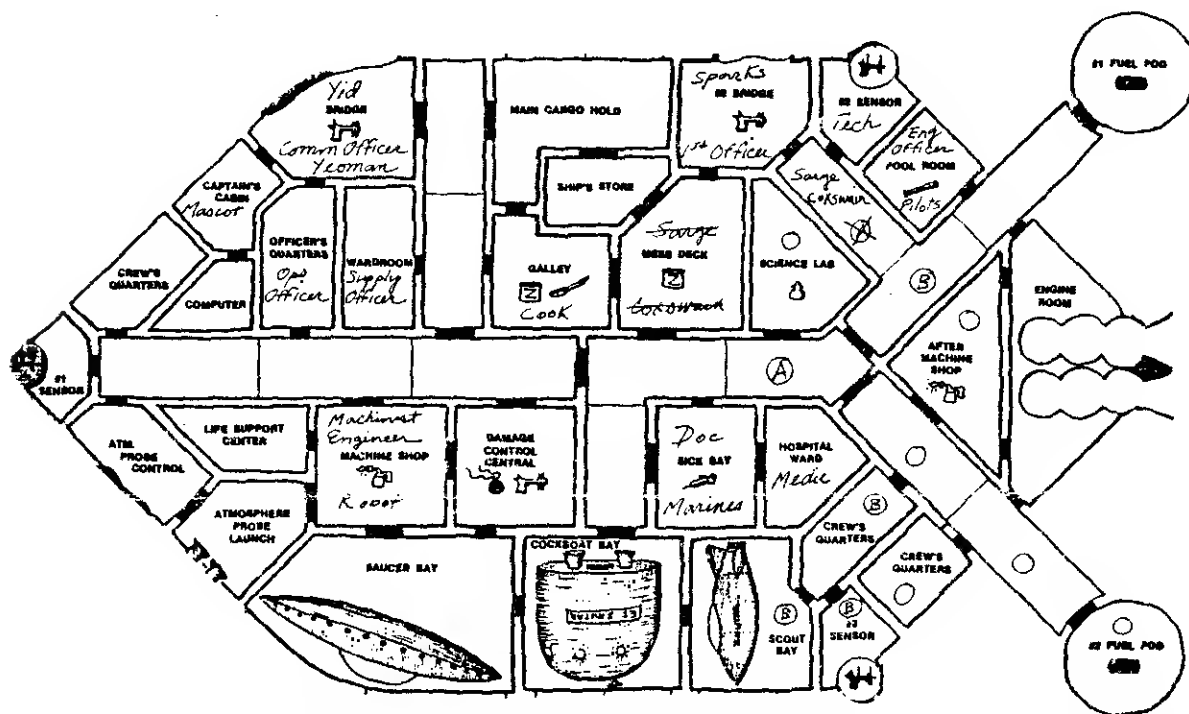 #1 FUEL POD
Yid
BRIDGE
Comm Officer
Yeoman
MAIN CARGO HOLD
Sparks
#2 BRIDGE
1st Officer
#2 SENSOR
Tech
Eng
Officer
POOL ROOM
Pilots
CAPTAIN'S
CABIN
Mascot
SHIP'S STORE
Sarge
Coxswain
A
OFFICER'S
QUARTERS
Ops
Officer
WARDROOM
Supply
Officer
GALLEY
Z
Cook
Sarge
MESS DECK
Z
Coxswain
SCIENCE LAB
B
CREW'S
QUARTERS
COMPUTER
ENGINE
ROOM
#1
SENSOR
A
AFTER
MACHINE
SHOP
ATM.
PROBE
CONTROL
LIFE SUPPORT
CENTER
Machinist
Engineer
MACHINE SHOP
Robot
DAMAGE
CONTROL
CENTRAL
Doc
SICK BAY
Marines
HOSPITAL
WARD
Medic
ATMOSPHERE
PROBE
LAUNCH
B
CREW'S
QUARTERS
CREW'S
QUARTERS
SAUCER BAY
COCKBOAT BAY
B
SCOUT
BAY
B
#3
SENSOR
#2 FUEL POD